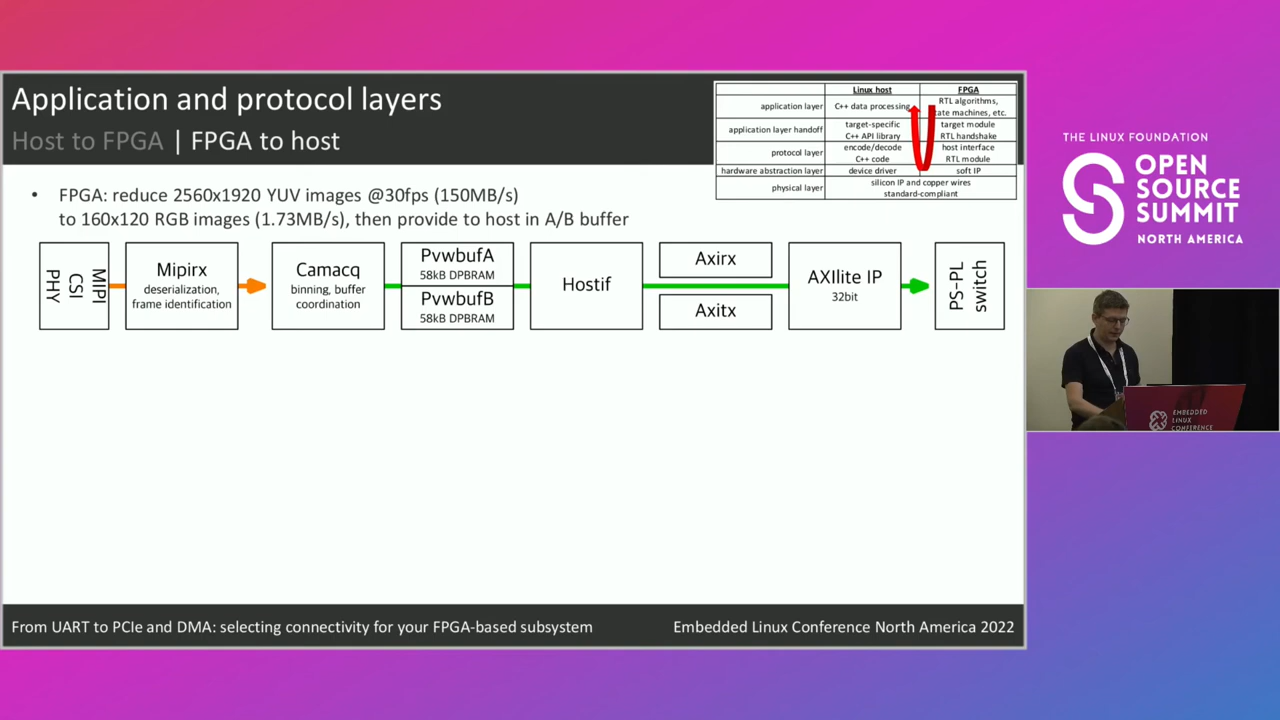 Application and protocol layers
Host to FPGA | FPGA to host
Linux host
FPGA
application layer
C++ data processing
RTL algorithms,
state machines, etc.
application layer handoff
target-specific
C++ API library
target module
RTL handshake
protocol layer
encode/decode
C++ code
host interface
RTL module
hardware abstraction layer
device driver
soft IP
physical layer
silicon IP and copper wires
standard-compliant
• FPGA: reduce 2560x1920 YUV images @30fps (150MB/s)
to 160x120 RGB images (1.73MB/s), then provide to host in A/B buffer
MIPI
CSI
PHY
Mipirx
deserialization,
frame identification
Camacq
binning, buffer
coordination
PvwbufA
58kB DPBRAM
PvwbufB
58kB DPBRAM
Hostif
Axirx
Axitx
AXIlite IP
32bit
PS-PL
switch
From UART to PCIe and DMA: selecting connectivity for your FPGA-based subsystem
Embedded Linux Conference North America 2022
THE LINUX FOUNDATION
OPEN
SOURCE
SUMMIT
NORTH AMERICA
EMBEDDED
LINUX
CONFERENCE